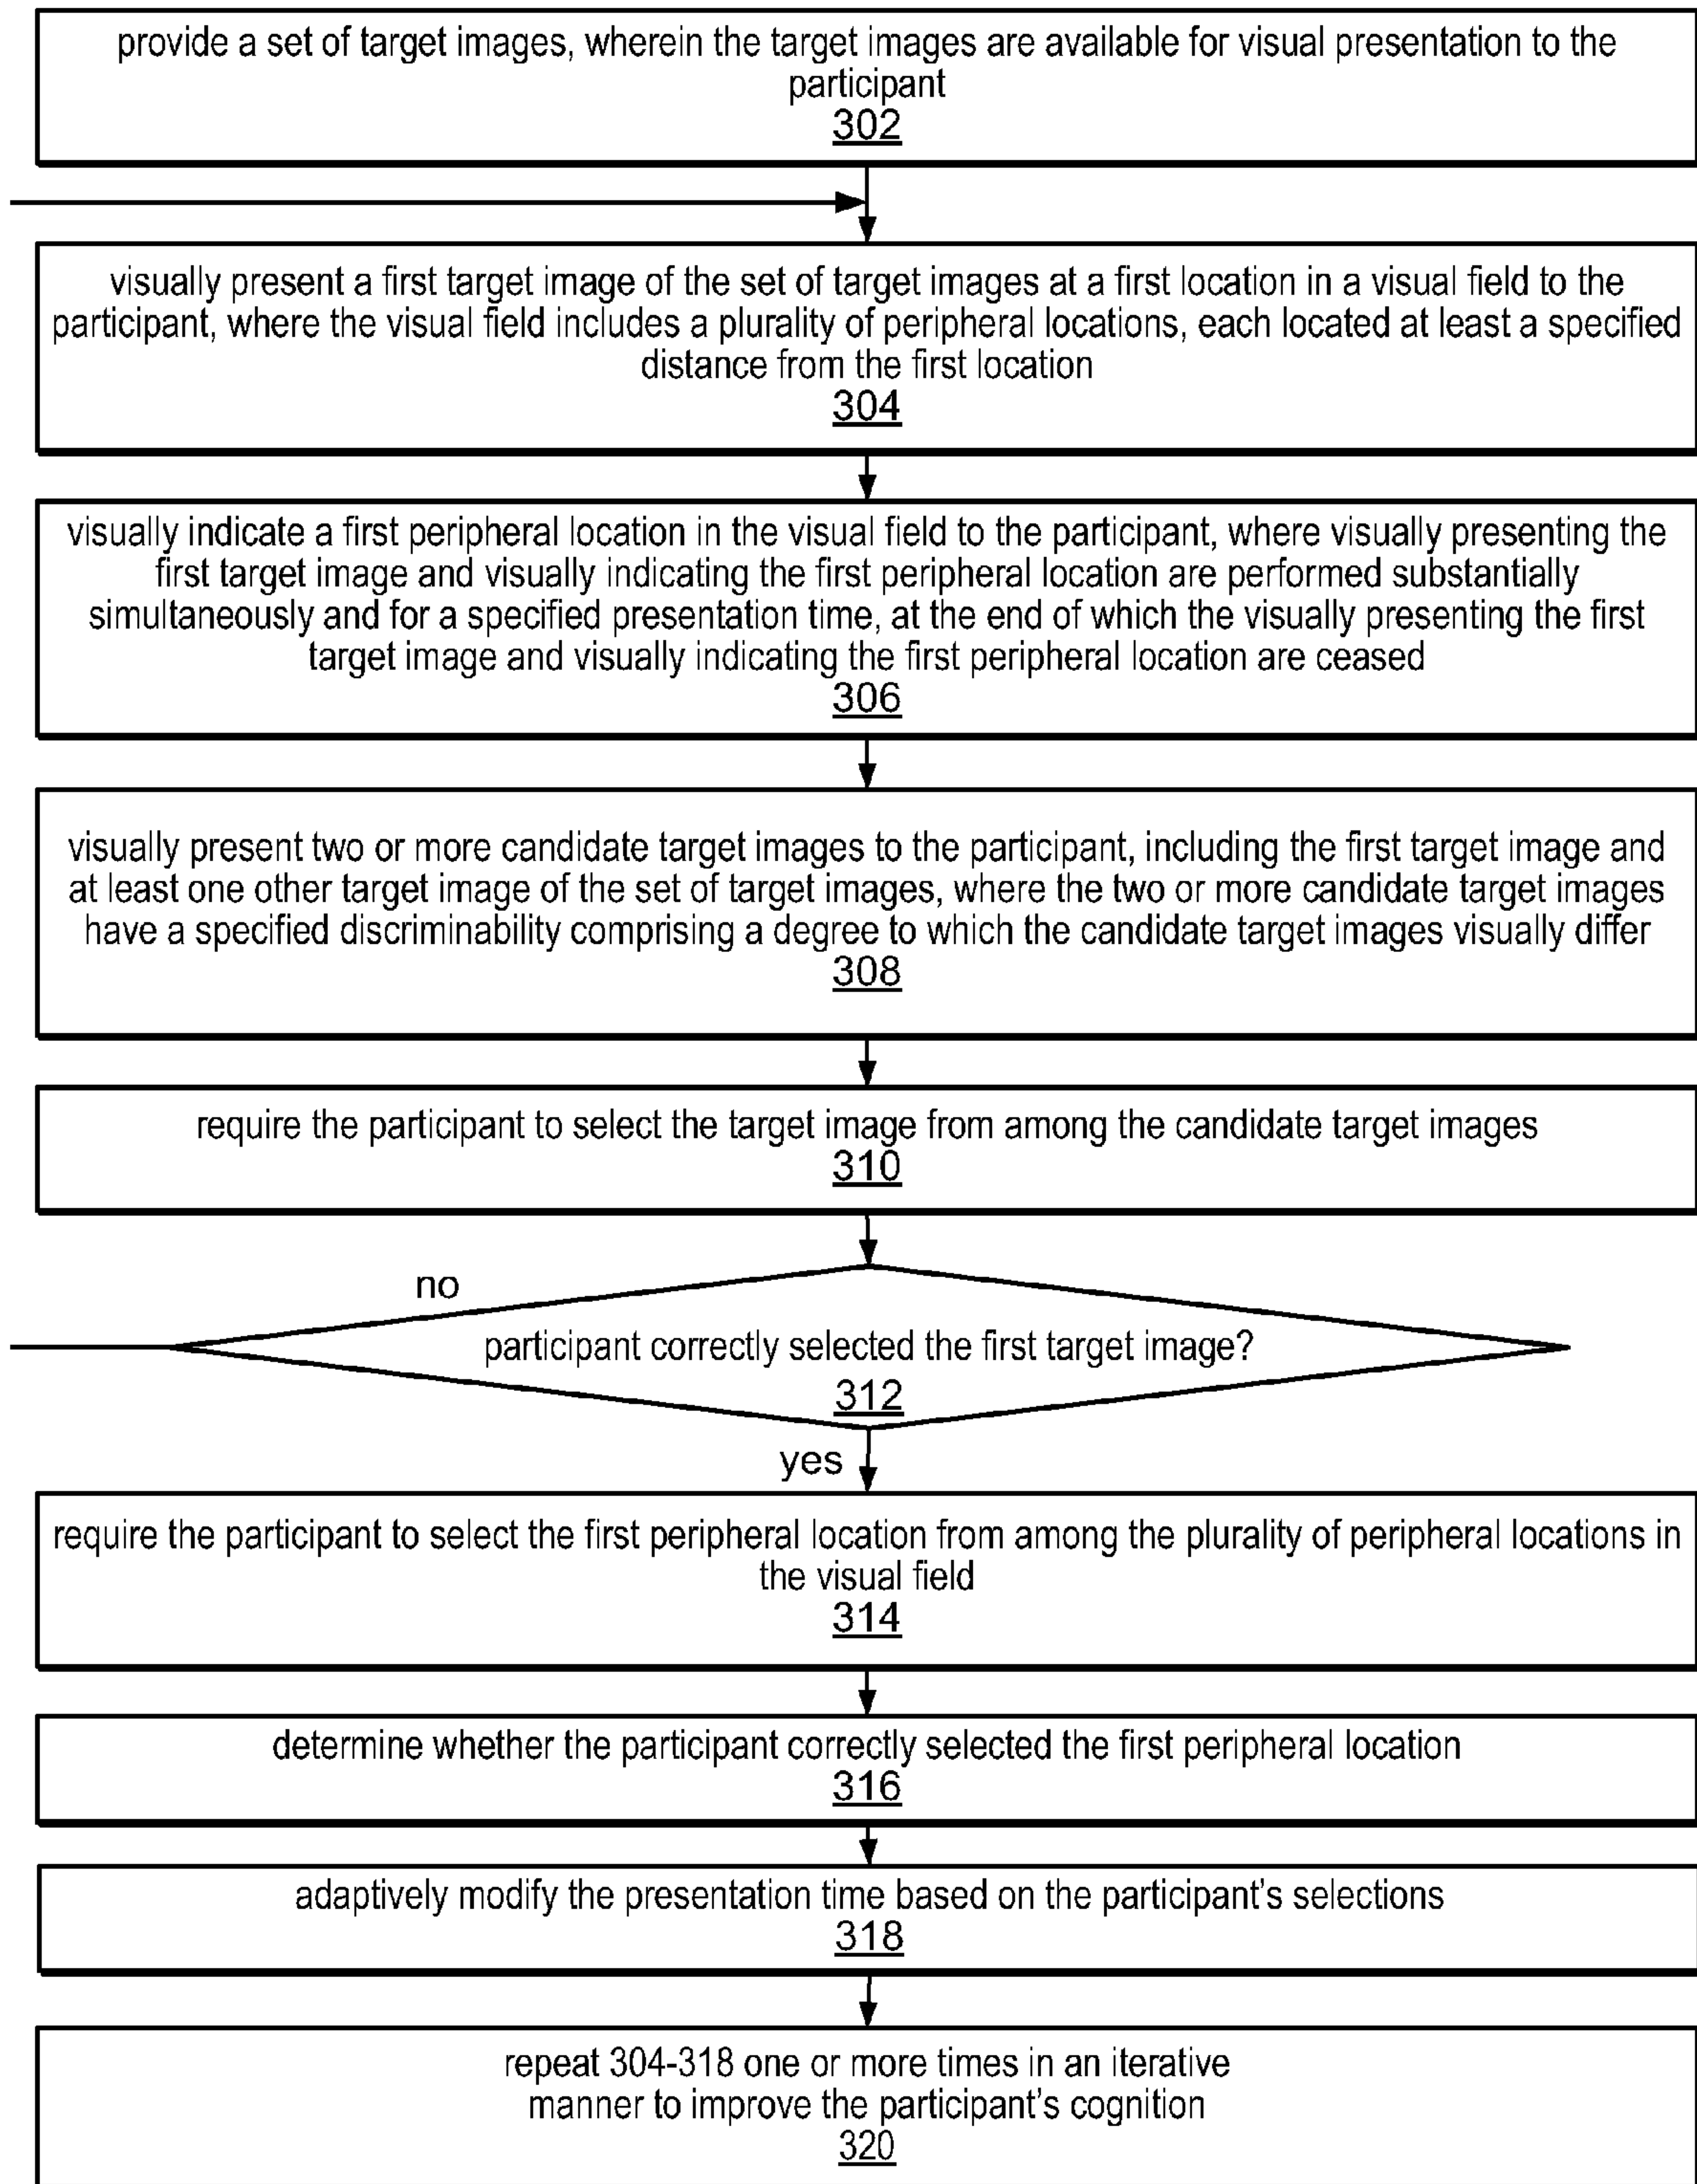 provide a set of target images, wherein the target images are available for visual presentation to the
participant
302
visually present a first target image of the set of target images at a first location in a visual field to the
participant, where the visual field includes a plurality of peripheral locations, each located at least a specified
distance from the first location
304
visually indicate a first peripheral location in the visual field to the participant, where visually presenting the
first target image and visually indicating the first peripheral location are performed substantially
simultaneously and for a specified presentation time, at the end of which the visually presenting the first
target image and visually indicating the first peripheral location are ceased
306
visually present two or more candidate target images to the participant, including the first target image and
at least one other target image of the set of target images, where the two or more candidate target images
have a specified discriminability comprising a degree to which the candidate target images visually differ
308
require the participant to select the target image from among the candidate target images
310
no
participant correctly selected the first target image?
312
yes
require the participant to select the first peripheral location from among the plurality of peripheral locations in
the visual field
314
determine whether the participant correctly selected the first peripheral location
316
adaptively modify the presentation time based on the participant's selections
318
repeat 304-318 one or more times in an iterative
manner to improve the participant's cognition
320